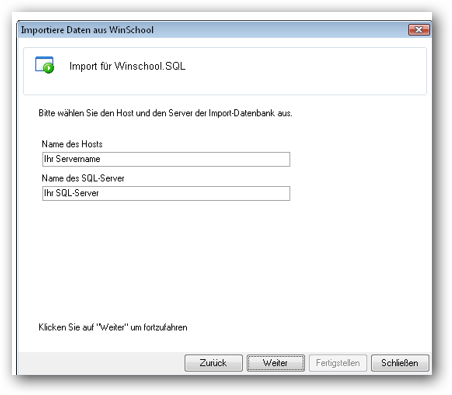 Importiere Daten aus WinSchool
Import für Winschool.SQL
Bitte wählen Sie den Host und den Server der Import-Datenbank aus.
Name des Hosts
Ihr Servername
Name des SQL-Server
Ihr SQL-Server
Klicken Sie auf "Weiter" um fortzufahren
Zurück Weiter Fertigstellen Schließen